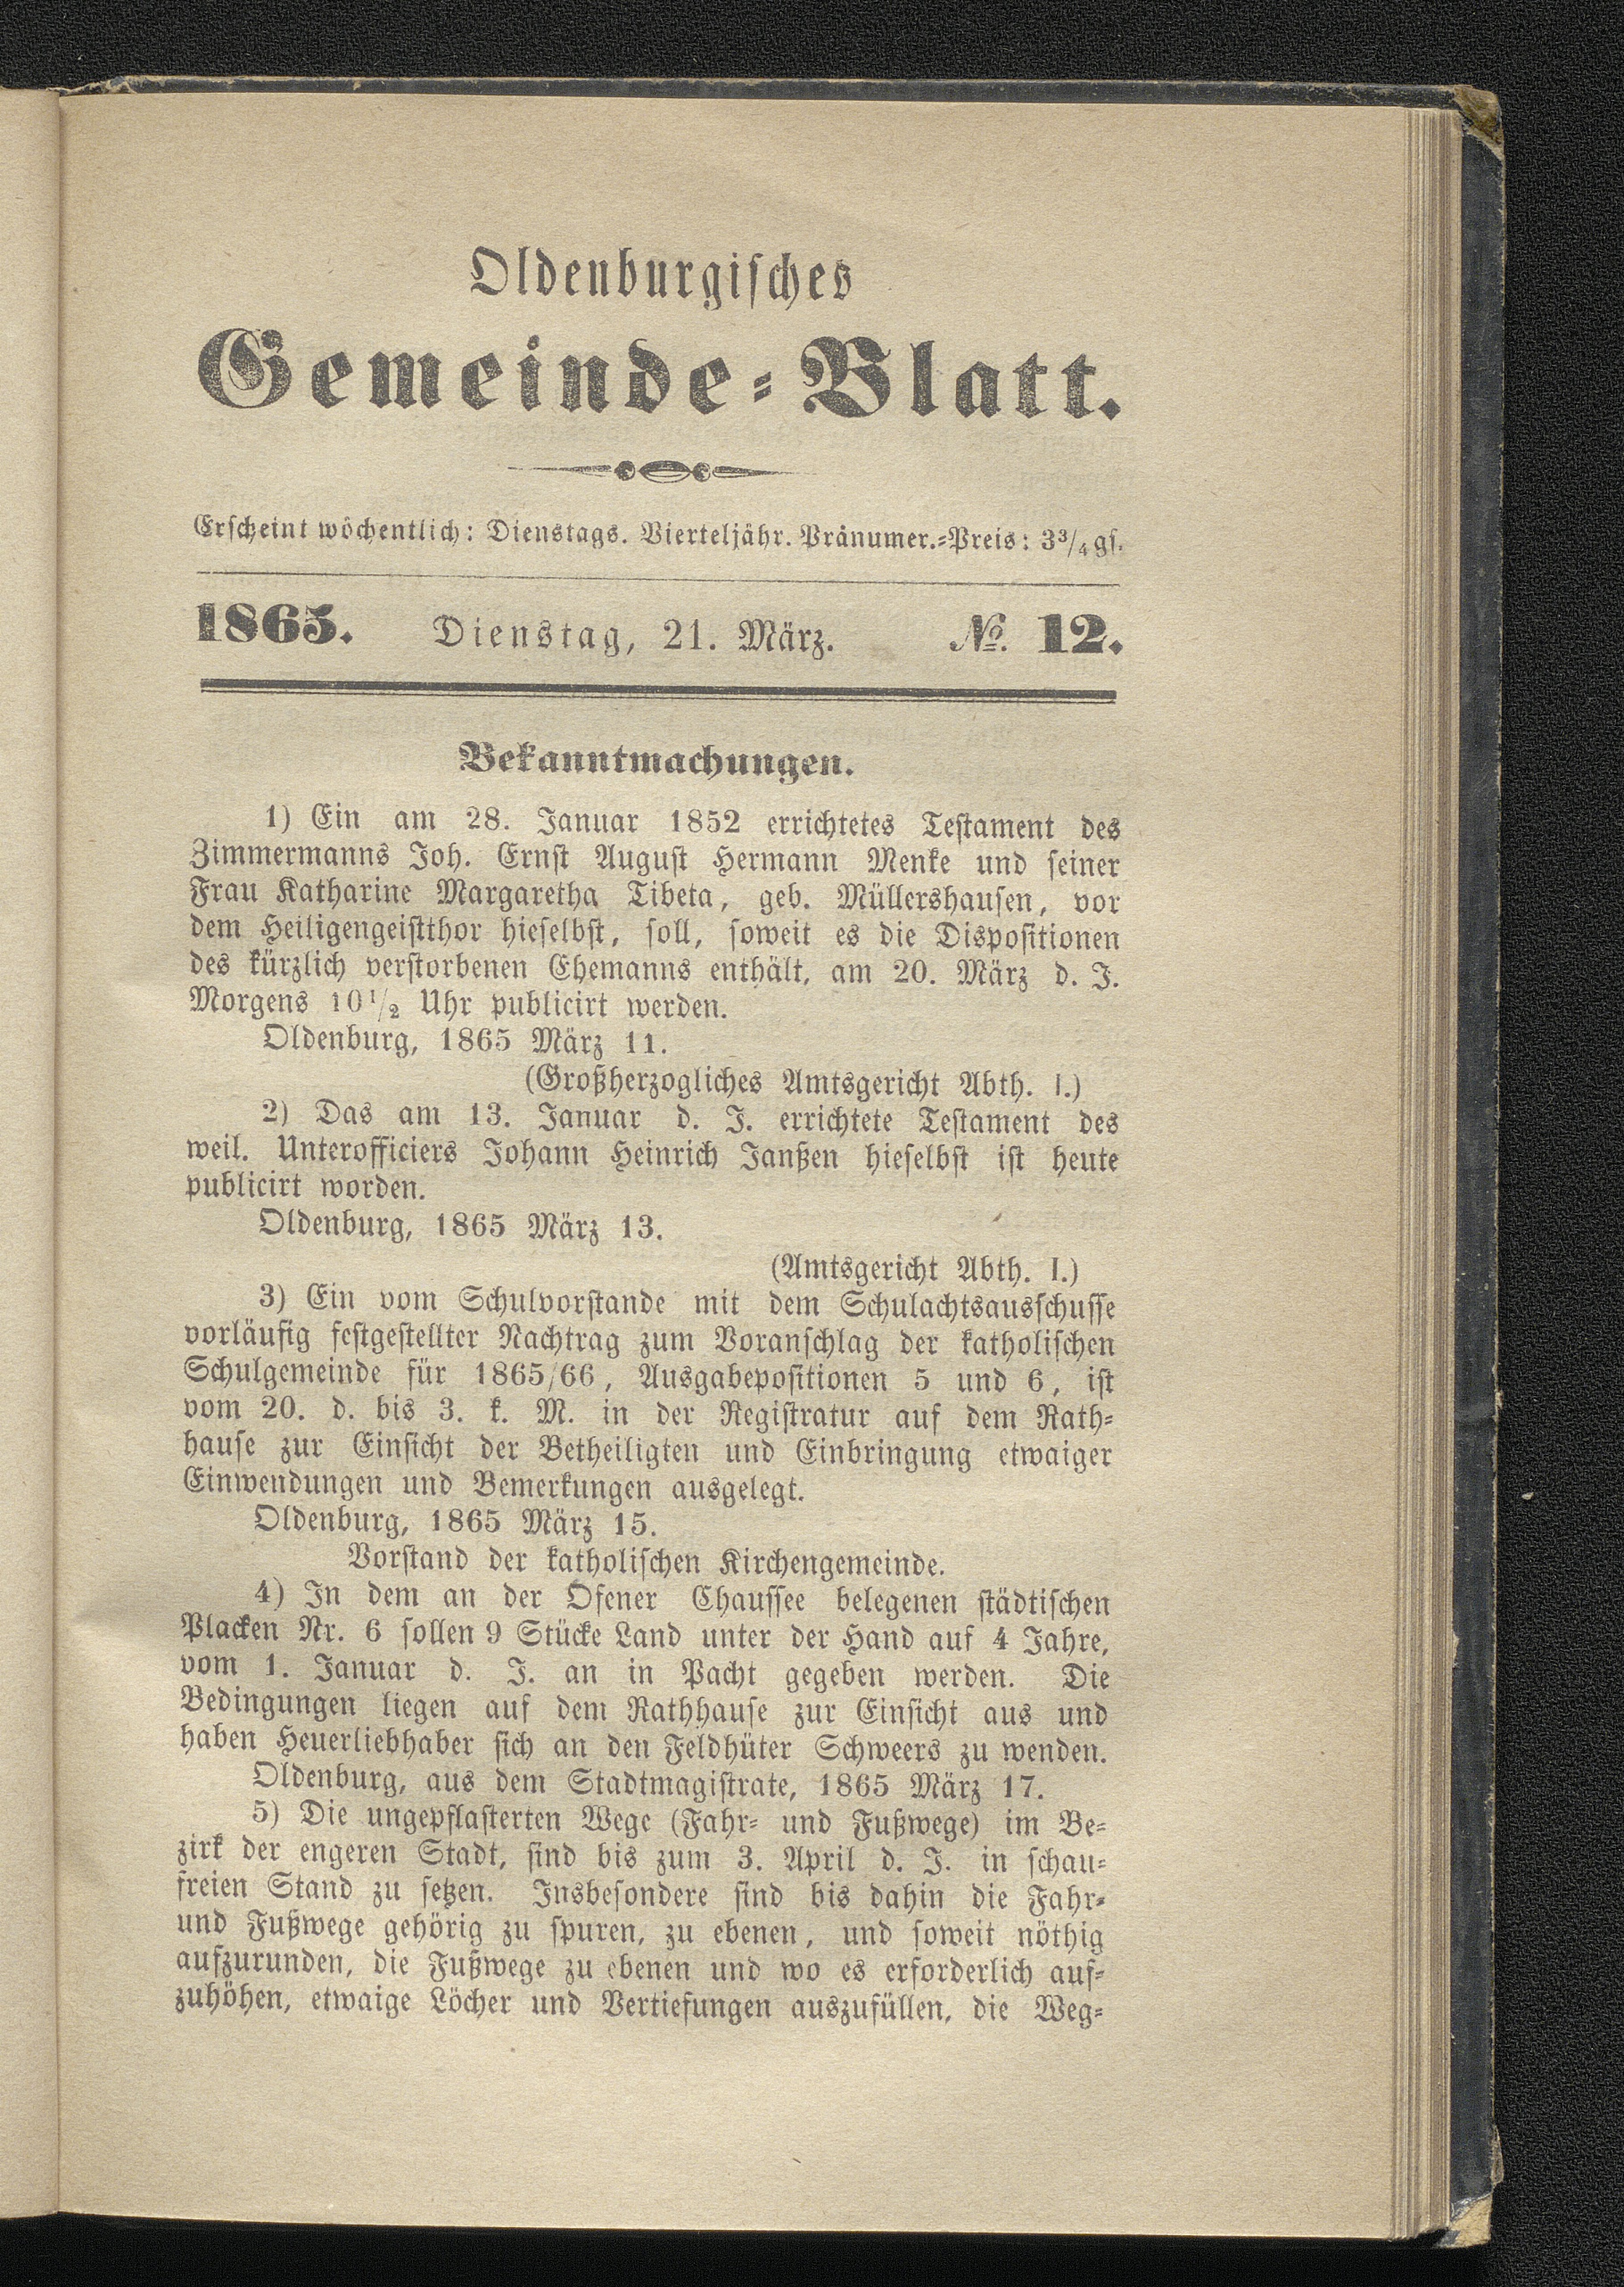 Oldenburgisches
Gemeinde-Blatt.
Erscheint wöchentlich: Dienstags. Vierteljähr. Pränumer.-Preis: 3¾ gs.
1865. Dienstag, 21. März. № 12.
Bekanntmachungen.
1) Ein am 28. Januar 1852 errichtetes Testament des
Zimmermanns Joh. Ernst August Hermann Menke und seiner
Frau Katharine Margaretha Tibeta, geb. Müllershausen, vor
dem Heiligengeistthor hieselbst, soll, soweit es die Dispositionen
des kürzlich verstorbenen Ehemanns enthält, am 20. März d. J.
Morgens 10½ Uhr publicirt werden.
Oldenburg, 1865 März 11.
(Großherzogliches Amtsgericht Abth. I.)
2) Das am 13. Januar d. J. errichtete Testament des
weil. Unterofficiers Johann Heinrich Janßen hieselbst ist heute
publicirt worden.
Oldenburg, 1865 März 13.
(Amtsgericht Abth. I.)
3) Ein vom Schulvorstande mit dem Schulachtsausschusse
vorläufig festgestellter Nachtrag zum Voranschlag der katholischen
Schulgemeinde für 1865/66, Ausgabepositionen 5 und 6, ist
vom 20. d. bis 3. k. M. in der Registratur auf dem Rath-
hause zur Einsicht der Betheiligten und Einbringung etwaiger
Einwendungen und Bemerkungen ausgelegt.
Oldenburg, 1865 März 15.
Vorstand der katholischen Kirchengemeinde.
4) In dem an der Ofener Chaussee belegenen städtischen
Placken Nr. 6 sollen 9 Stücke Land unter der Hand auf 4 Jahre,
vom 1. Januar d. J. an in Pacht gegeben werden. Die
Bedingungen liegen auf dem Rathhause zur Einsicht aus und
haben Heuerliebhaber sich an den Feldhüter Schweers zu wenden.
Oldenburg, aus dem Stadtmagistrate, 1865 März 17.
5) Die ungepflasterten Wege (Fahr- und Fußwege) im Be-
zirk der engeren Stadt, sind bis zum 3. April d. J. in schau-
freien Stand zu setzen. Insbesondere sind bis dahin die Fahr-
und Fußwege gehörig zu spuren, zu ebenen, und soweit nöthig
aufzurunden, die Fußwege zu ebenen und wo es erforderlich auf-
zuhöhen, etwaige Löcher und Vertiefungen auszufüllen, die Weg-